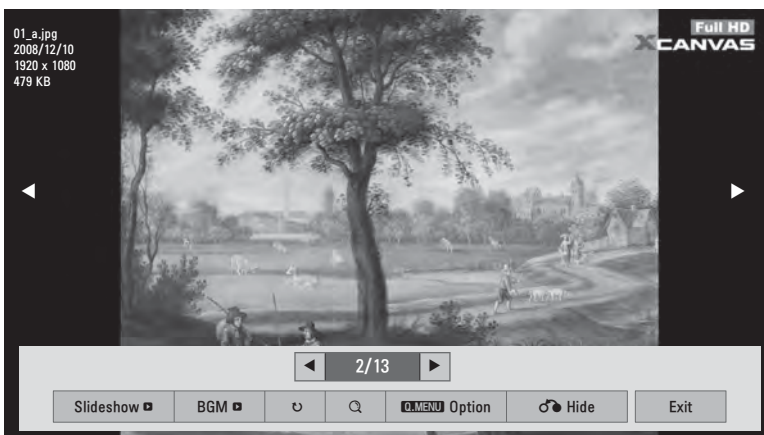 01_a.jpg
2008/12/10
1920 x 1080
479 KB
Full HD
XCANVAS
2/13
Slideshow
BGM
Q.MENU Option
Hide
Exit